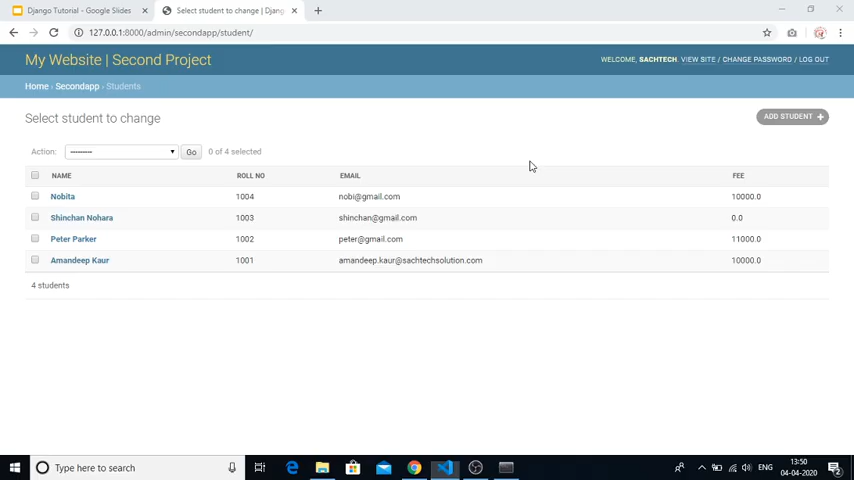 Django Tutorial - Google Slides
Select student to change | Djang
127.0.0.1:8000/admin/secondapp/student/
My Website | Second Project
WELCOME, SACHTECH. VIEW SITE / CHANGE PASSWORD / LOG OUT
Home › Secondapp › Students
Select student to change
ADD STUDENT +
Action: --------- Go 0 of 4 selected
NAME ROLL NO EMAIL FEE
Nobita 1004 nobi@gmail.com 10000.0
Shinchan Nohara 1003 shinchan@gmail.com 0.0
Peter Parker 1002 peter@gmail.com 11000.0
Amandeep Kaur 1001 amandeep.kaur@sachtechsolution.com 10000.0
4 students
Type here to search
ENG
13:50
04-04-2020
2